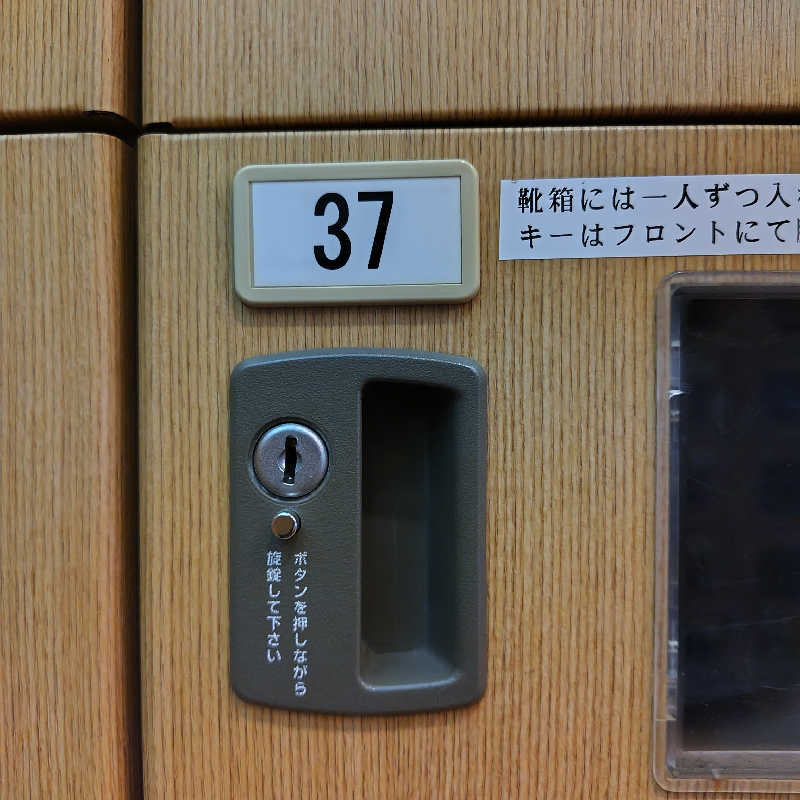 37
靴箱には一人ずつ入
キーはフロントにて
ボタンを押しながら
旋錠して下さい